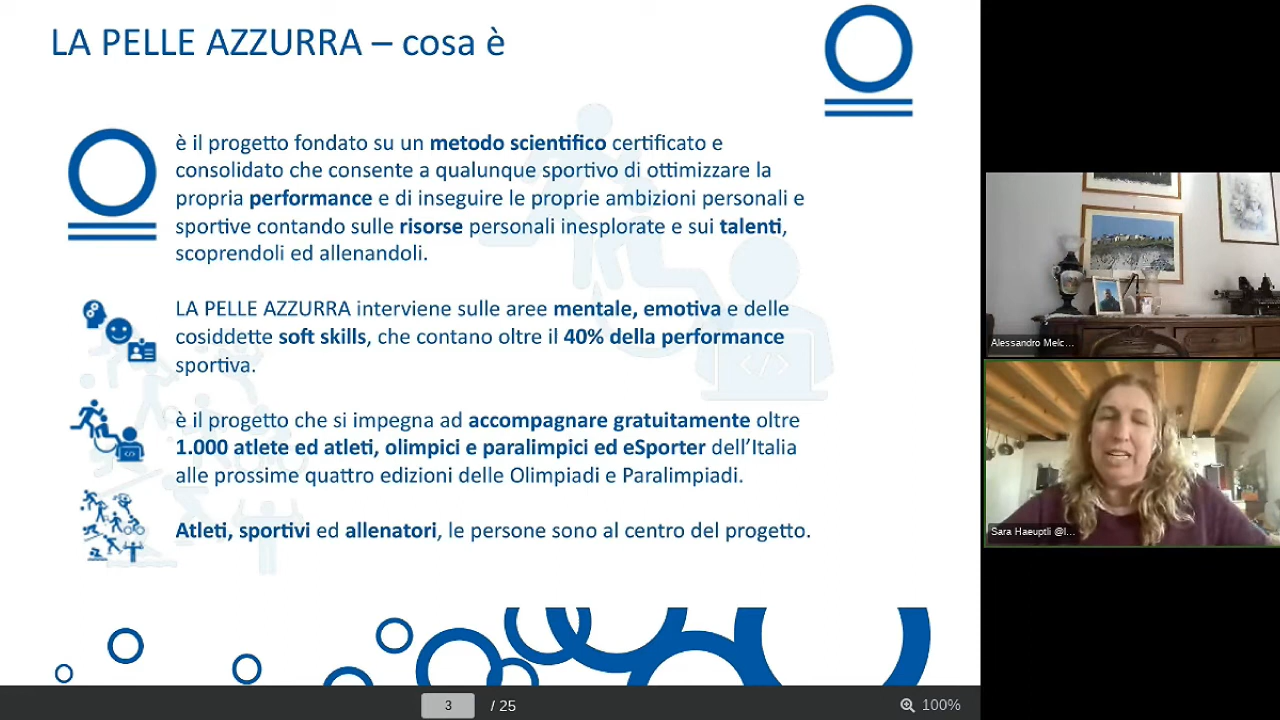 LA PELLE AZZURRA – cosa è
è il progetto fondato su un metodo scientifico certificato e
consolidato che consente a qualunque sportivo di ottimizzare la
propria performance e di inseguire le proprie ambizioni personali e
sportive contando sulle risorse personali inesplorate e sui talenti,
scoprendoli ed allenandoli.
LA PELLE AZZURRA interviene sulle aree mentale, emotiva e delle
cosiddette soft skills, che contano oltre il 40% della performance
sportiva.
è il progetto che si impegna ad accompagnare gratuitamente oltre
1.000 atlete ed atleti, olimpici e paralimpici ed eSporter dell’Italia
alle prossime quattro edizioni delle Olimpiadi e Paralimpiadi.
Atleti, sportivi ed allenatori, le persone sono al centro del progetto.
Alessandro Melc...
Sara Haeuptli @l...
3 / 25
100%